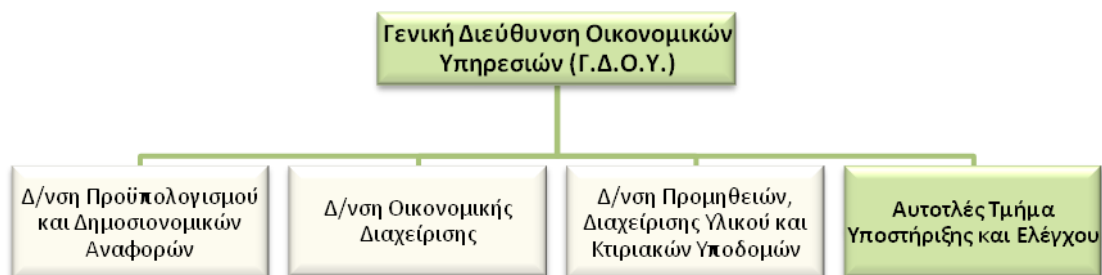 Γενική Διεύθυνση Οικονομικών
Υπηρεσιών (Γ.Δ.Ο.Υ.)
Δ/νση Προϋπολογισμού
και Δημοσιονομικών
Αναφορών
Δ/νση Οικονομικής
Διαχείρισης
Δ/νση Προμηθειών,
Διαχείρισης Υλικού και
Κτιριακών Υποδομών
Αυτοτλές Τμήμα
Υποστήριξης και Ελέγχου